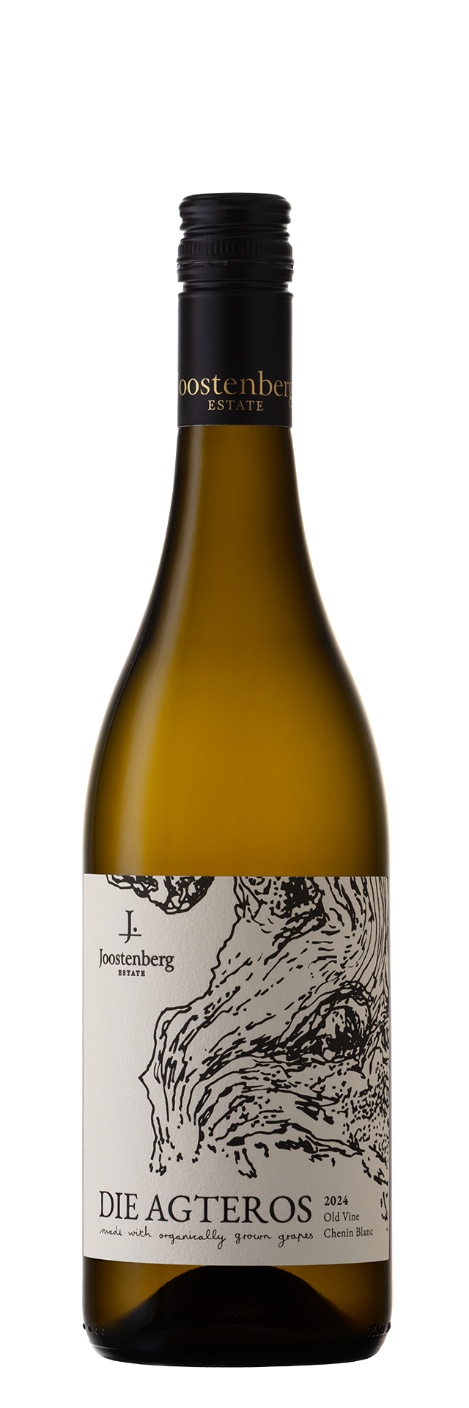 Joostenberg
ESTATE
J.
Joostenberg
ESTATE
DIE AGTEROS
made with organically grown grapes
2024
Old Vine
Chenin Blanc